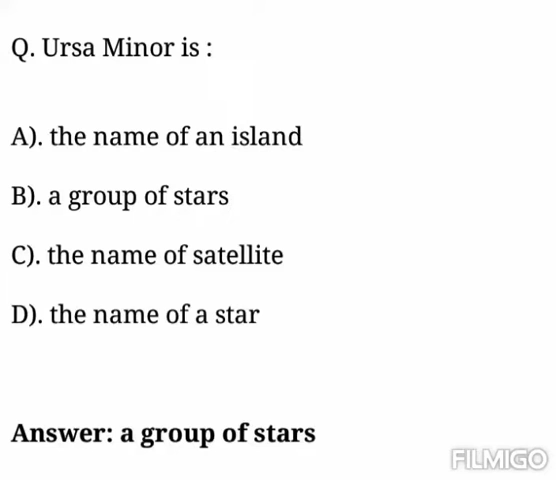 Q. Ursa Minor is :
A). the name of an island
B). a group of stars
C). the name of satellite
D). the name of a star
Answer: a group of stars
FILMIGO